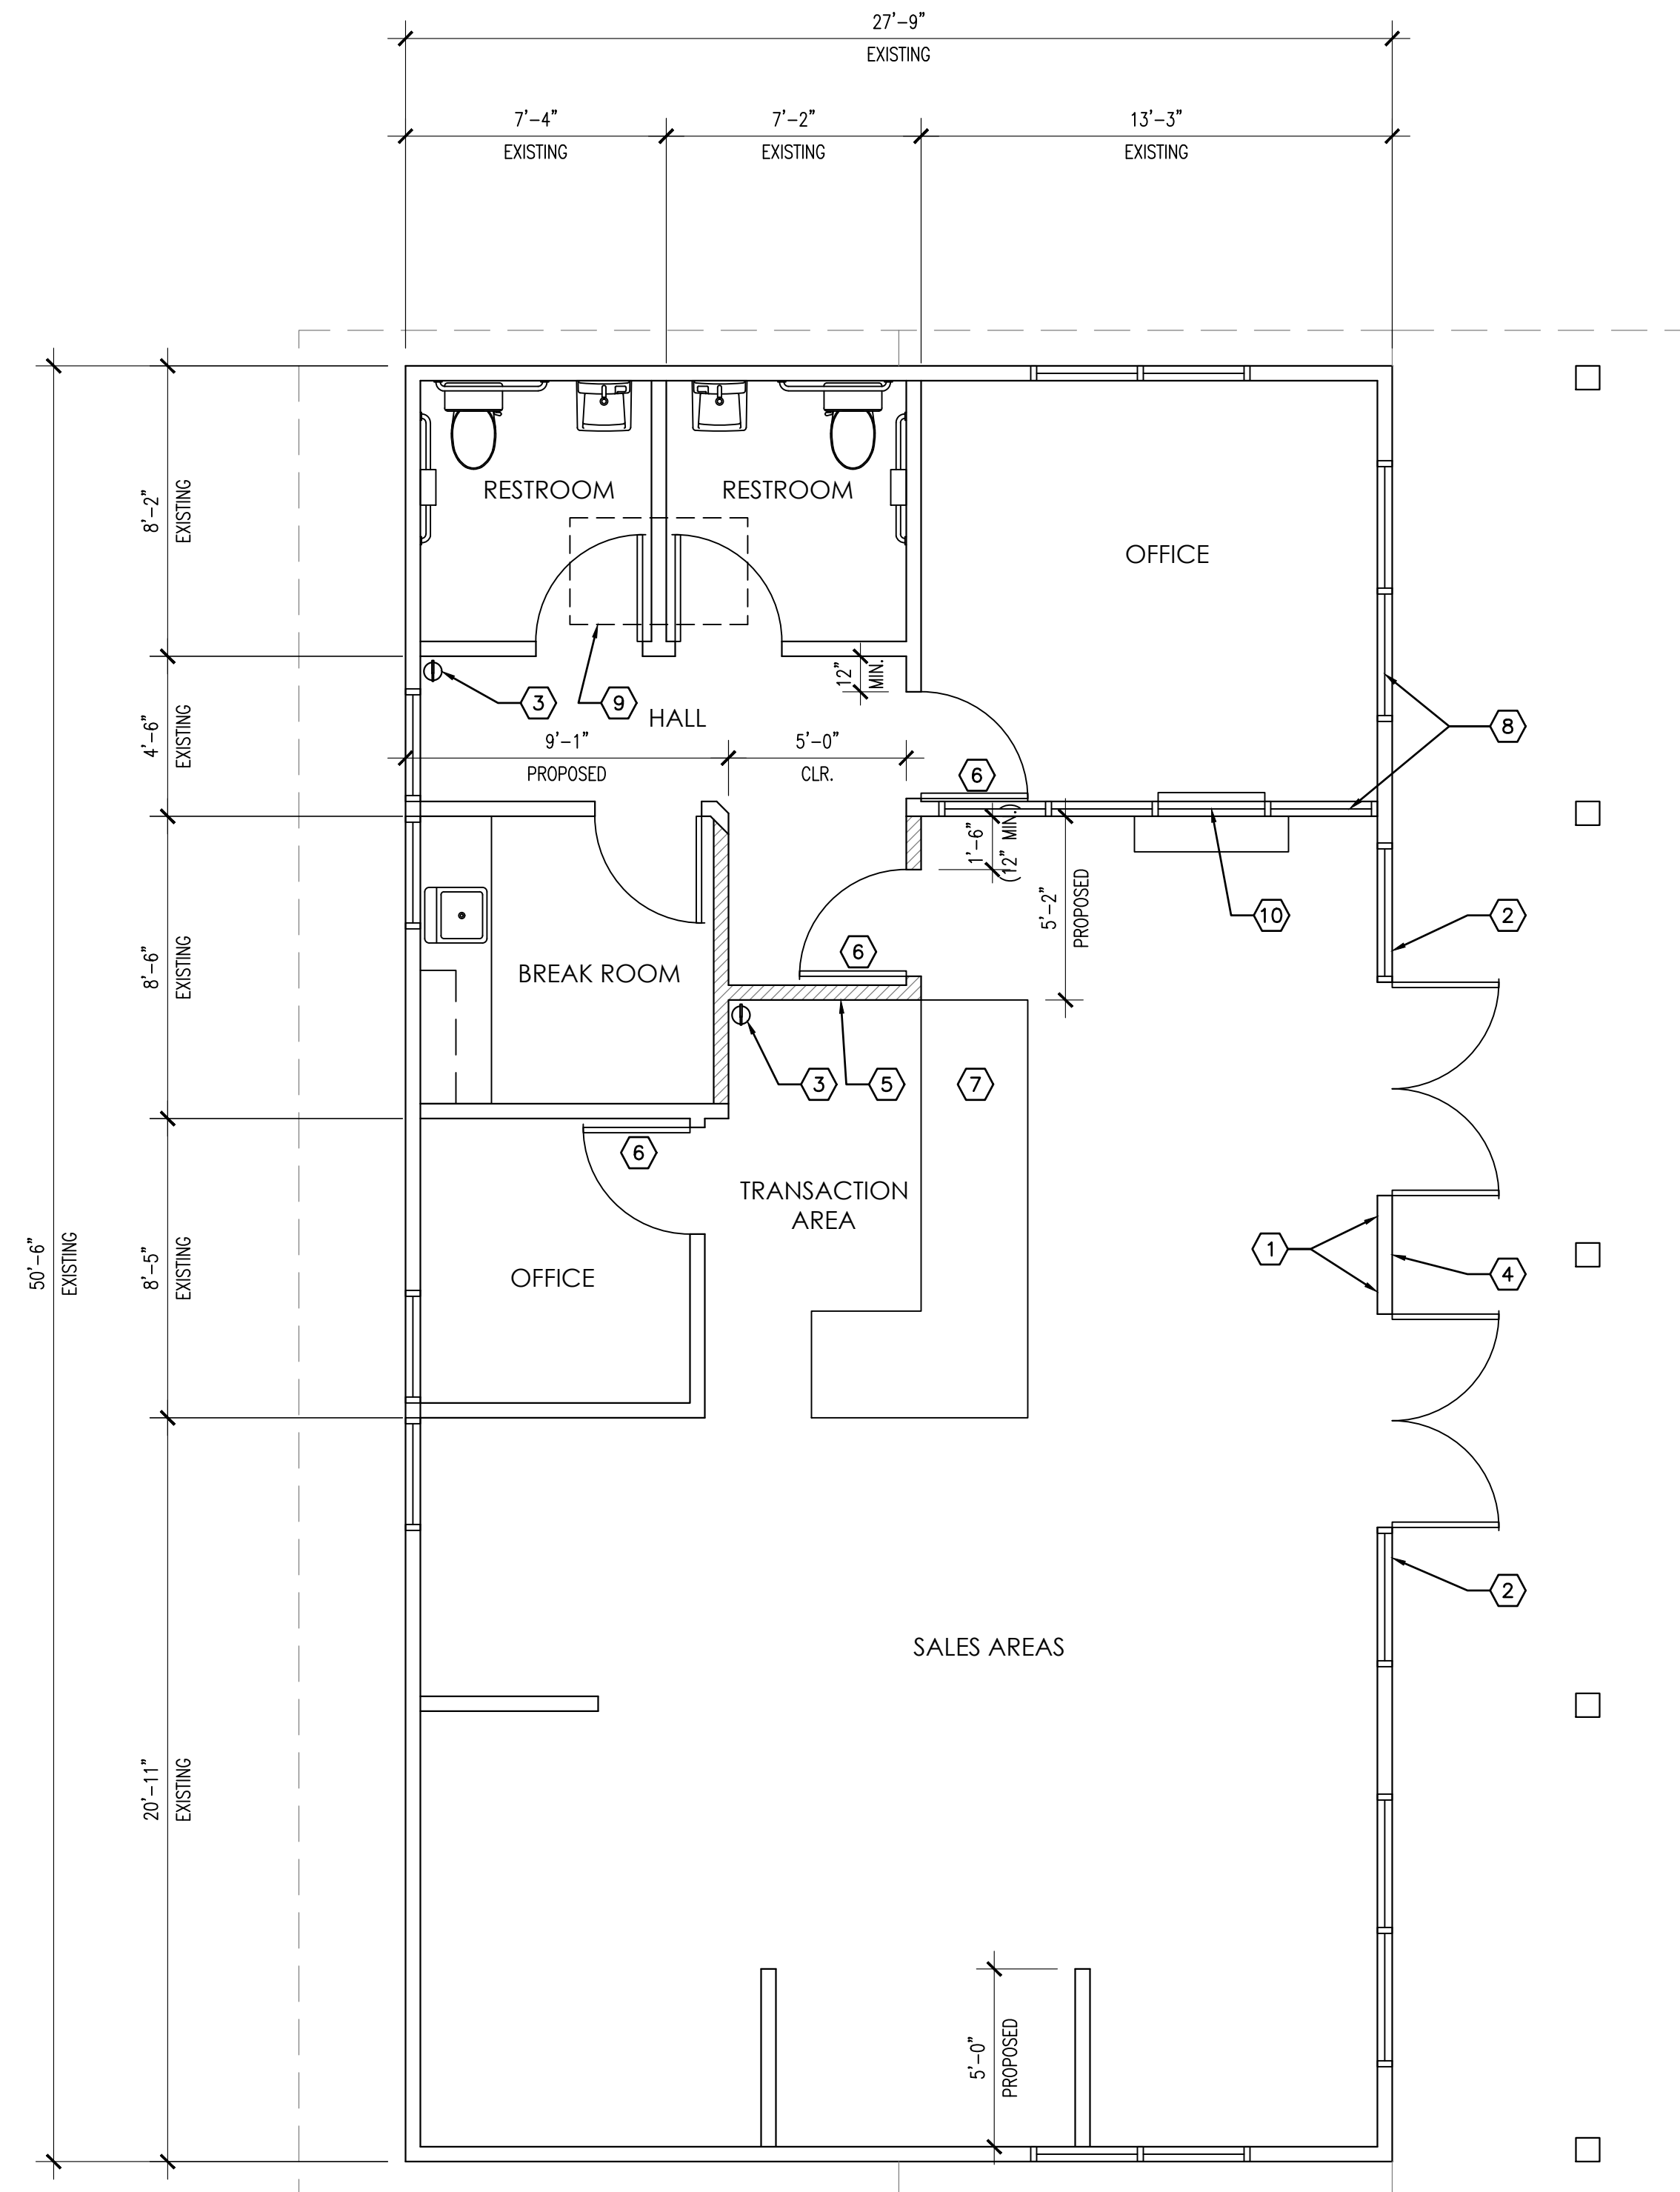 27'-9"
EXISTING
7'-4"
EXISTING
7'-2"
EXISTING
13'-3"
EXISTING
RESTROOM
RESTROOM
OFFICE
8'-2"
EXISTING
12"
MIN.
3
9
HALL
8
4'-6"
EXISTING
9'-1"
PROPOSED
5'-0"
CLR.
6
1'-6"
(12" MIN.)
5'-2"
PROPOSED
10
2
8'-6"
EXISTING
BREAK ROOM
6
3
5
7
6
TRANSACTION
AREA
50'-6"
EXISTING
8'-5"
EXISTING
OFFICE
1
4
2
SALES AREAS
20'-11"
EXISTING
5'-0"
PROPOSED